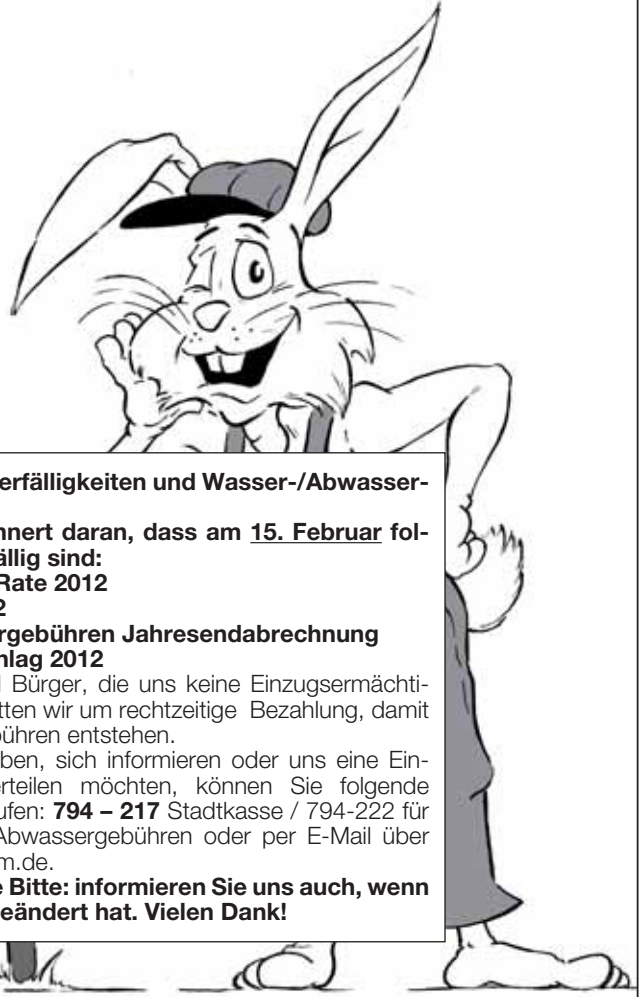 erfälligkeiten und Wasser-/Abwasser-
nnert daran, dass am 15. Februar fol-
ällig sind:
Rate 2012
2
rgebühren Jahresendabrechnung
hlag 2012
d Bürger, die uns keine Einzugsermächti-
tten wir um rechtzeitige Bezahlung, damit
bühren entstehen.
ben, sich informieren oder uns eine Ein-
erteilen möchten, können Sie folgende
ufen: 794 – 217 Stadtkasse / 794-222 für
Abwassergebühren oder per E-Mail über
m.de.
e Bitte: informieren Sie uns auch, wenn
eändert hat. Vielen Dank!